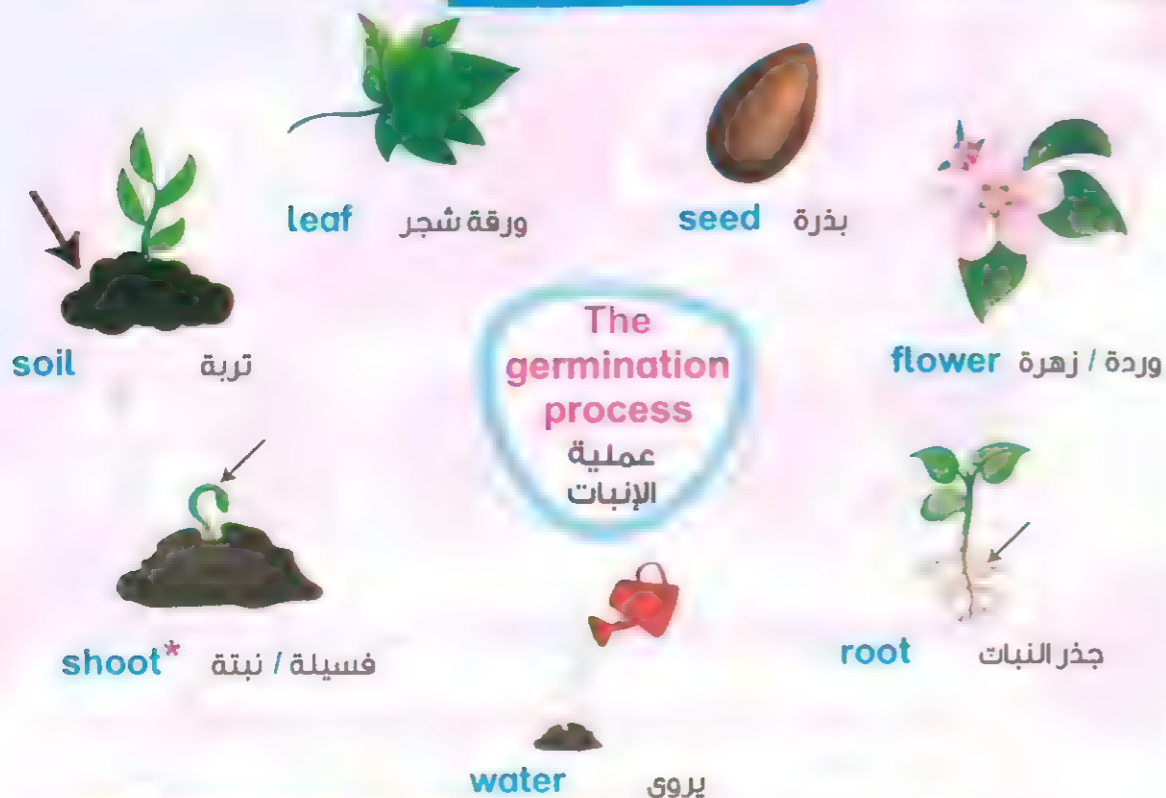 leaf ورقة شجر
seed بذرة
soil تربة
flower وردة / زهرة
The
germination
process
عملية
الإنبات
shoot* فسيلة / نبتة
root جذر النبات
water يروى